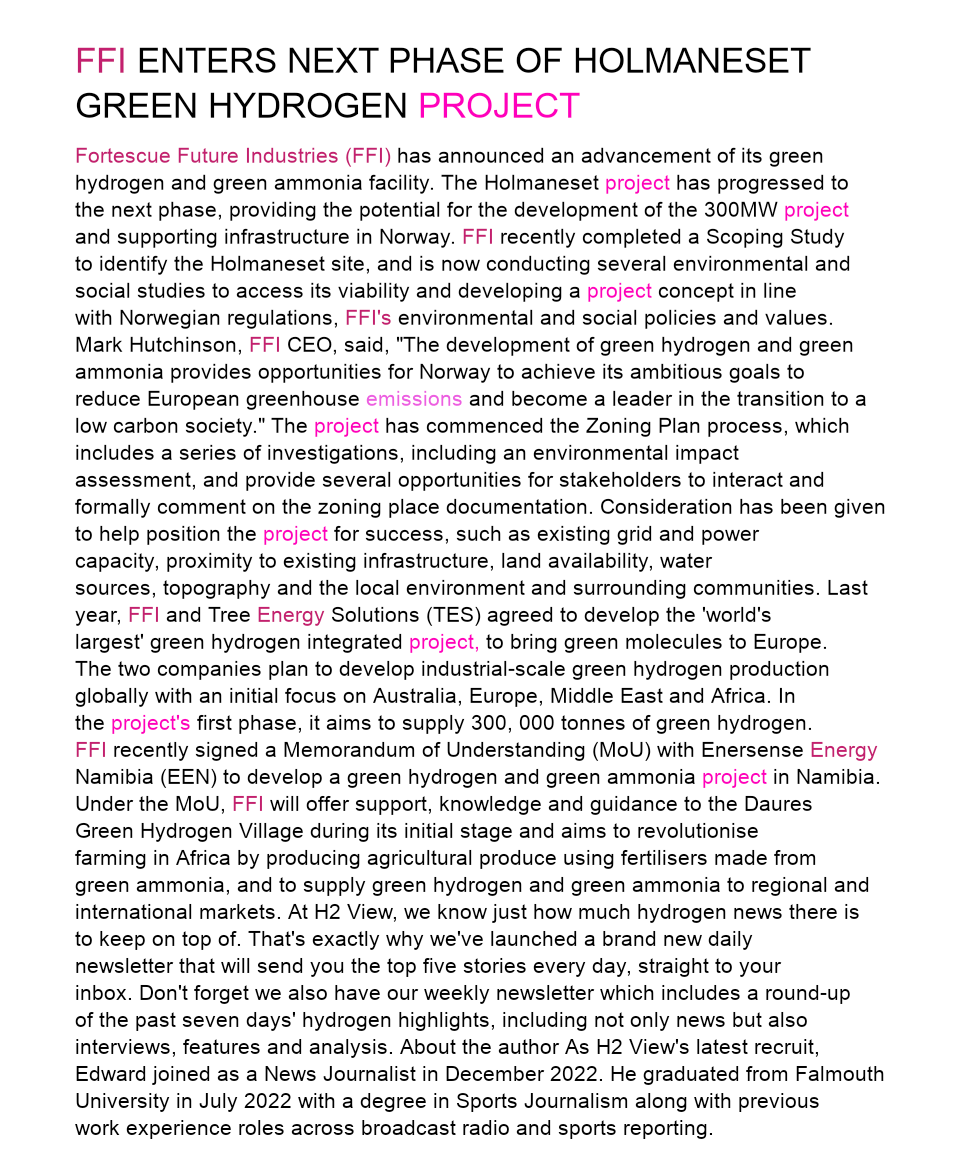 FFI ENTERS NEXT PHASE OF HOLMANESET
GREEN HYDROGEN PROJECT
Fortescue Future Industries (FFI) has announced an advancement of its green
hydrogen and green ammonia facility. The Holmaneset project has progressed to
the next phase, providing the potential for the development of the 300MW project
and supporting infrastructure in Norway. FFI recently completed a Scoping Study
to identify the Holmaneset site, and is now conducting several environmental and
social studies to access its viability and developing a project concept in line
with Norwegian regulations, FFI's environmental and social policies and values.
Mark Hutchinson, FFI CEO, said, "The development of green hydrogen and green
ammonia provides opportunities for Norway to achieve its ambitious goals to
reduce European greenhouse emissions and become a leader in the transition to a
low carbon society." The project has commenced the Zoning Plan process, which
includes a series of investigations, including an environmental impact
assessment, and provide several opportunities for stakeholders to interact and
formally comment on the zoning place documentation. Consideration has been given
to help position the project for success, such as existing grid and power
capacity, proximity to existing infrastructure, land availability, water
sources, topography and the local environment and surrounding communities. Last
year, FFI and Tree Energy Solutions (TES) agreed to develop the 'world's
largest' green hydrogen integrated project, to bring green molecules to Europe.
The two companies plan to develop industrial-scale green hydrogen production
globally with an initial focus on Australia, Europe, Middle East and Africa. In
the project's first phase, it aims to supply 300, 000 tonnes of green hydrogen.
FFI recently signed a Memorandum of Understanding (MoU) with Enersense Energy
Namibia (EEN) to develop a green hydrogen and green ammonia project in Namibia.
Under the MoU, FFI will offer support, knowledge and guidance to the Daures
Green Hydrogen Village during its initial stage and aims to revolutionise
farming in Africa by producing agricultural produce using fertilisers made from
green ammonia, and to supply green hydrogen and green ammonia to regional and
international markets. At H2 View, we know just how much hydrogen news there is
to keep on top of. That's exactly why we've launched a brand new daily
newsletter that will send you the top five stories every day, straight to your
inbox. Don't forget we also have our weekly newsletter which includes a round-up
of the past seven days' hydrogen highlights, including not only news but also
interviews, features and analysis. About the author As H2 View's latest recruit,
Edward joined as a News Journalist in December 2022. He graduated from Falmouth
University in July 2022 with a degree in Sports Journalism along with previous
work experience roles across broadcast radio and sports reporting.